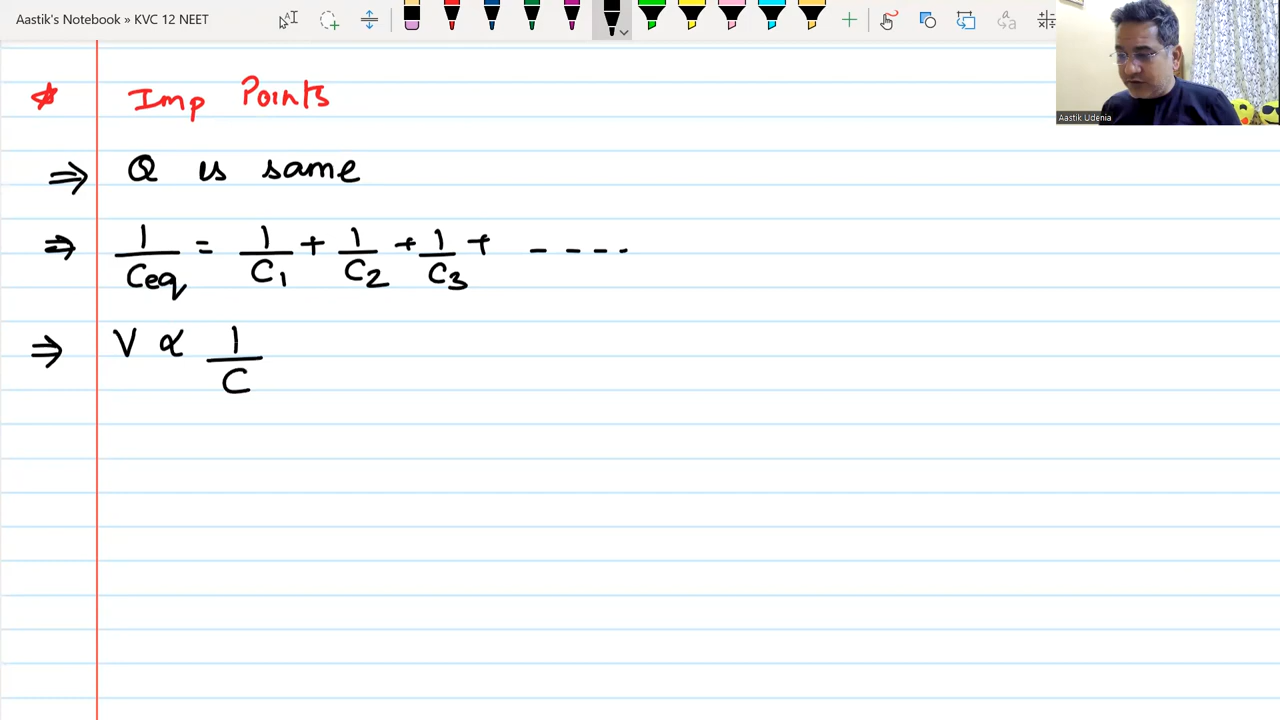 Aastik's Notebook » KVC 12 NEET
Aastik Udenia
* Imp Points
⇒ Q is same
⇒ 1/Ceq = 1/C1 + 1/C2 + 1/C3 + - - - -
⇒ V ∝ 1/C